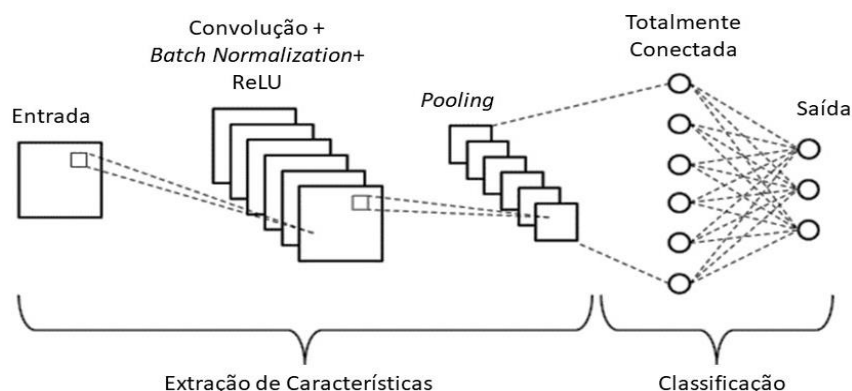 Convolução +
Batch Normalization+
ReLU
Totalmente
Conectada
Pooling
Entrada
Saída
Extração de Características
Classificação